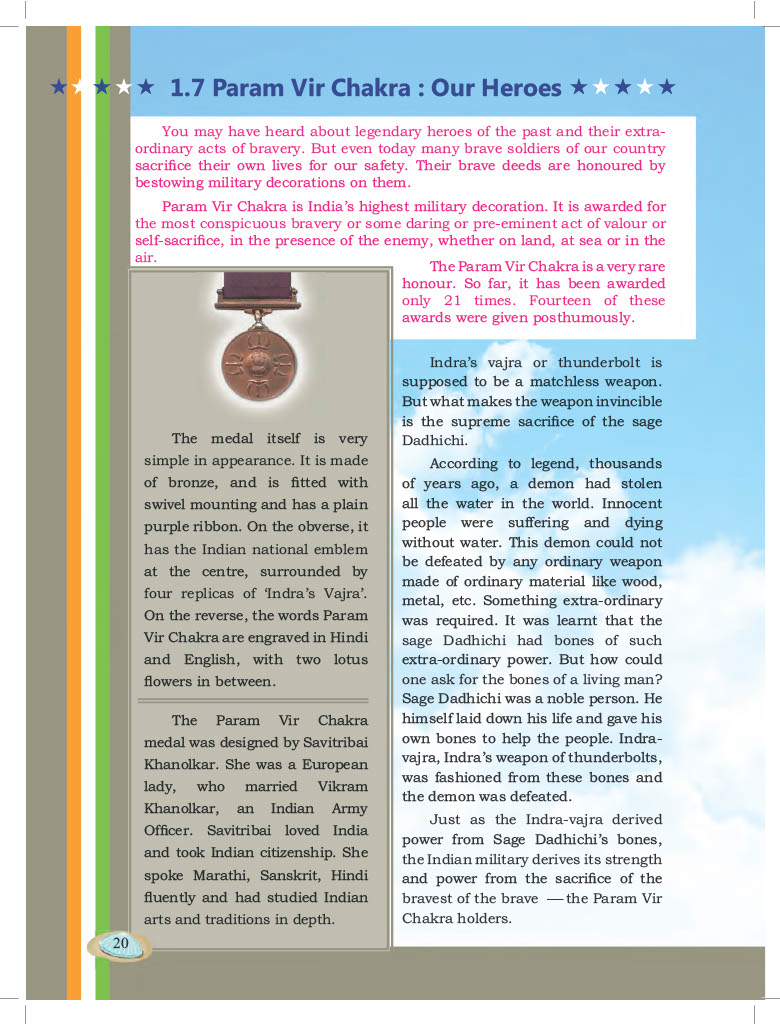 1.7 Param Vir Chakra : Our Heroes
You may have heard about legendary heroes of the past and their extra-
ordinary acts of bravery. But even today many brave soldiers of our country
sacrifice their own lives for our safety. Their brave deeds are honoured by
bestowing military decorations on them.
Param Vir Chakra is India's highest military decoration. It is awarded for
the most conspicuous bravery or some daring or pre-eminent act of valour or
self-sacrifice, in the presence of the enemy, whether on land, at sea or in the
air.
The Param Vir Chakra is a very rare
honour. So far, it has been awarded
only 21 times. Fourteen of these
awards were given posthumously.
The medal itself is very
simple in appearance. It is made
of bronze, and is fitted with
swivel mounting and has a plain
purple ribbon. On the obverse, it
has the Indian national emblem
at the centre, surrounded by
four replicas of 'Indra's Vajra'.
On the reverse, the words Param
Vir Chakra are engraved in Hindi
and English, with two lotus
flowers in between.
The Param Vir Chakra
medal was designed by Savitribai
Khanolkar. She was a European
lady, who married Vikram
Khanolkar, an Indian Army
Officer. Savitribai loved India
and took Indian citizenship. She
spoke Marathi, Sanskrit, Hindi
fluently and had studied Indian
arts and traditions in depth.
Indra's vajra or thunderbolt is
supposed to be a matchless weapon.
But what makes the weapon invincible
is the supreme sacrifice of the sage
Dadhichi.
According to legend, thousands
of years ago, a demon had stolen
all the water in the world. Innocent
people were suffering and dying
without water. This demon could not
be defeated by any ordinary weapon
made of ordinary material like wood,
metal, etc. Something extra-ordinary
was required. It was learnt that the
sage Dadhichi had bones of such
extra-ordinary power. But how could
one ask for the bones of a living man?
Sage Dadhichi was a noble person. He
himself laid down his life and gave his
own bones to help the people. Indra-
vajra, Indra's weapon of thunderbolts,
was fashioned from these bones and
the demon was defeated.
Just as the Indra-vajra derived
power from Sage Dadhichi's bones,
the Indian military derives its strength
and power from the sacrifice of the
bravest of the brave — the Param Vir
Chakra holders.
20